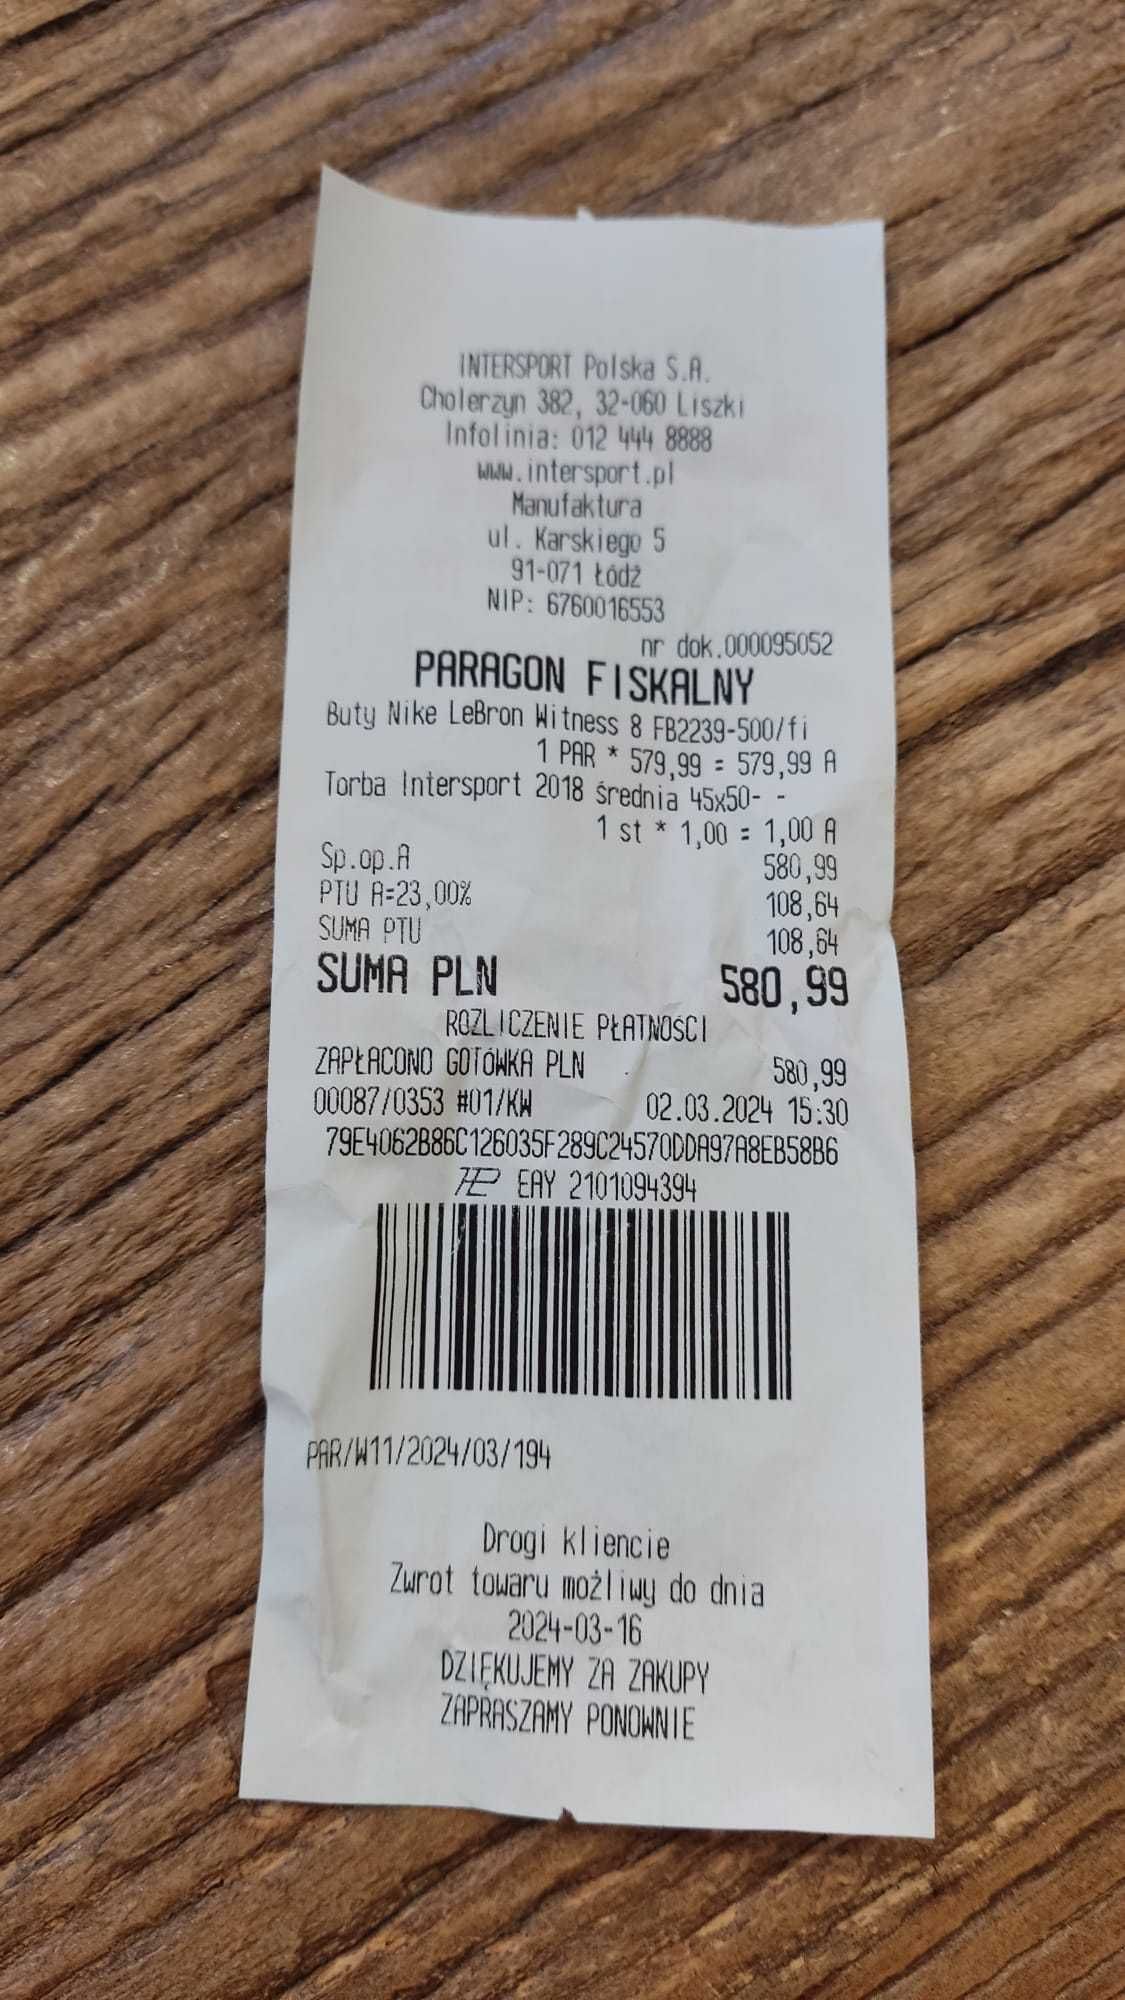 INTERSPORT Polska S.A.
Cholerzyn 382, 32-060 Liszki
Infolinia: 012 444 8888
www.intersport.pl
Manufaktura
ul. Karskiego 5
91-071 Łódź
NIP: 6760016553
nr dok.000095052
PARAGON FISKALNY
Buty Nike LeBron Witness 8 FB2239-500/fi
1 PAR * 579,99 = 579,99 A
Torba Intersport 2018 średnia 45x50- -
1 st * 1,00 = 1,00 A
Sp.op.A 580,99
PTU A=23,00% 108,64
SUMA PTU 108,64
SUMA PLN 580,99
ROZLICZENIE PŁATNOŚCI
ZAPŁACONO GOTÓWKA PLN 580,99
00087/0353 #01/KW 02.03.2024 15:30
79E4062B86C126035F289C24570DDA97A8EB58B6
EAY 2101094394
PAR/W11/2024/03/194
Drogi kliencie
Zwrot towaru możliwy do dnia
2024-03-16
DZIĘKUJEMY ZA ZAKUPY
ZAPRASZAMY PONOWNIE